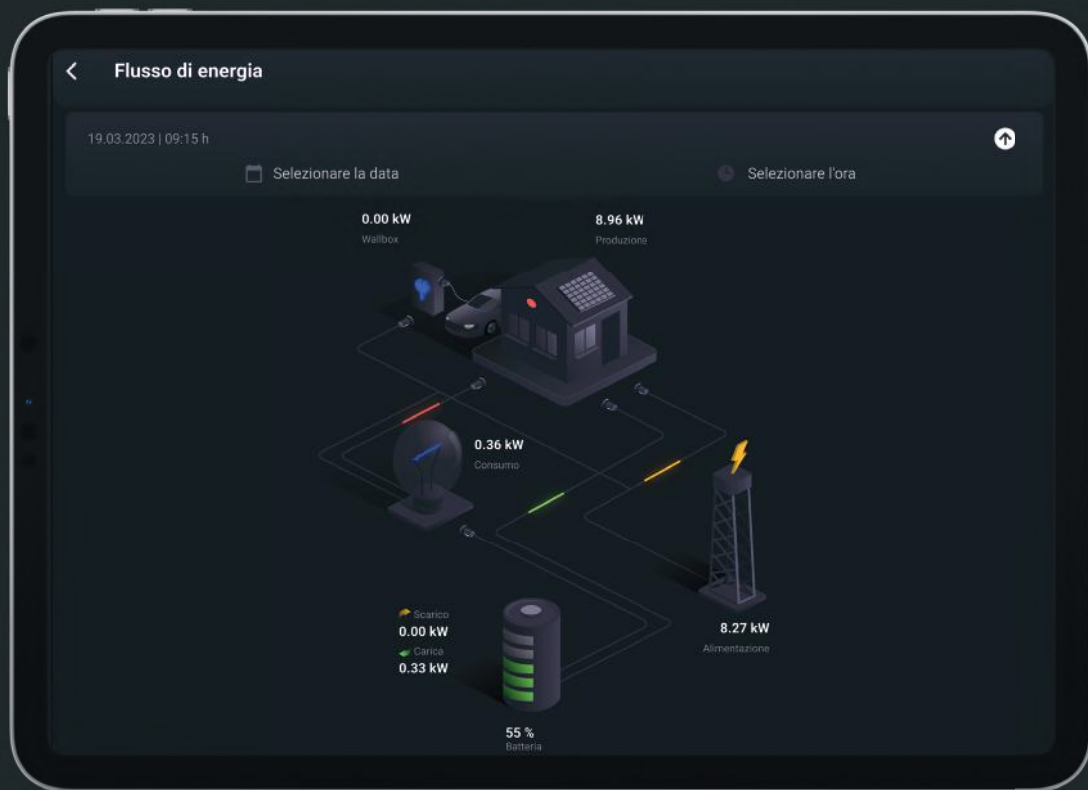 Flusso di energia
19.03.2023 | 09:15 h
Selezionare la data
Selezionare l'ora
0.00 kW
Wallbox
8.96 kW
Produzione
0.36 kW
Consumo
Scarico
0.00 kW
Carica
0.33 kW
8.27 kW
Alimentazione
55 %
Batteria